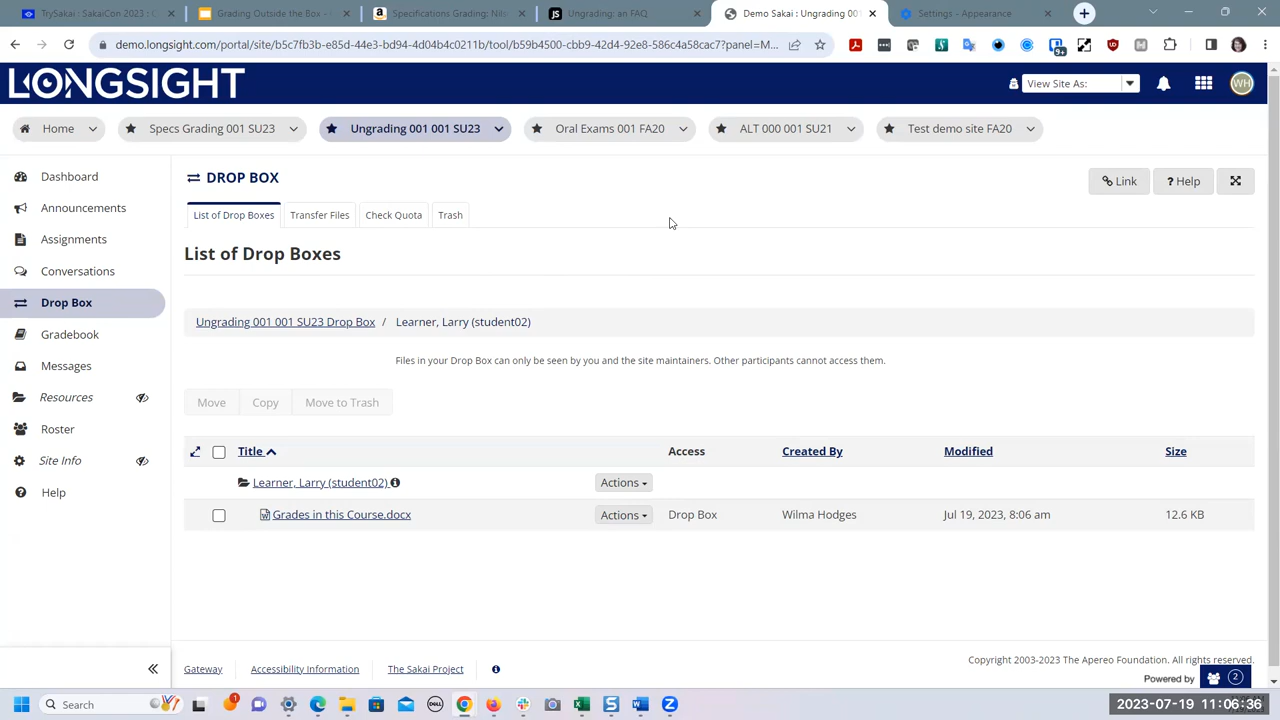 TrySakai : SakaiCon 2023 : C
Grading Outside the Box -
Specifications Grading: Nils
Ungrading: an FAQ
Demo Sakai : Ungrading 001
Settings - Appearance
demo.longsight.com/portal/site/b5c7fb3b-e85d-44e3-bd94-4d14b04c0211b/tool/b59b4500-cbb9-42d4-92e8-586c4a58cac7?panel=M...
9+
LONGSIGHT
View Site As:
WH
Home
Specs Grading 001 SU23
Ungrading 001 001 SU23
Oral Exams 001 FA20
ALT 000 001 SU21
Test demo site FA20
Dashboard
Announcements
Assignments
Conversations
Drop Box
Gradebook
Messages
Resources
Roster
Site Info
Help
DROP BOX
Link
? Help
List of Drop Boxes
Transfer Files
Check Quota
Trash
List of Drop Boxes
Ungrading 001 001 SU23 Drop Box / Learner, Larry (student02)
Files in your Drop Box can only be seen by you and the site maintainers. Other participants cannot access them.
Move
Copy
Move to Trash
Title Access Created By Modified Size
Learner, Larry (student02) Actions
Grades in this Course.docx Actions Drop Box Wilma Hodges Jul 19, 2023, 8:06 am 12.6 KB
Gateway
Accessibility Information
The Sakai Project
Copyright 2003-2023 The Apereo Foundation. All rights reserved.
Powered by
2
Search
1
DELL
2023-07-19 11:06:36